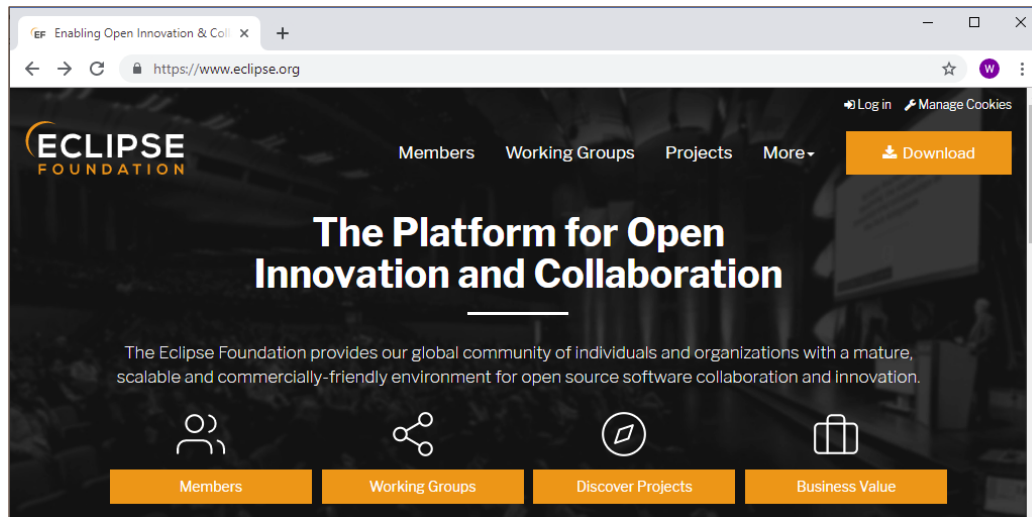 EF Enabling Open Innovation & Coll
https://www.eclipse.org
W
Log in Manage Cookies
ECLIPSE
FOUNDATION
Members Working Groups Projects More Download
The Platform for Open
Innovation and Collaboration
The Eclipse Foundation provides our global community of individuals and organizations with a mature,
scalable and commercially-friendly environment for open source software collaboration and innovation.
Members Working Groups Discover Projects Business Value